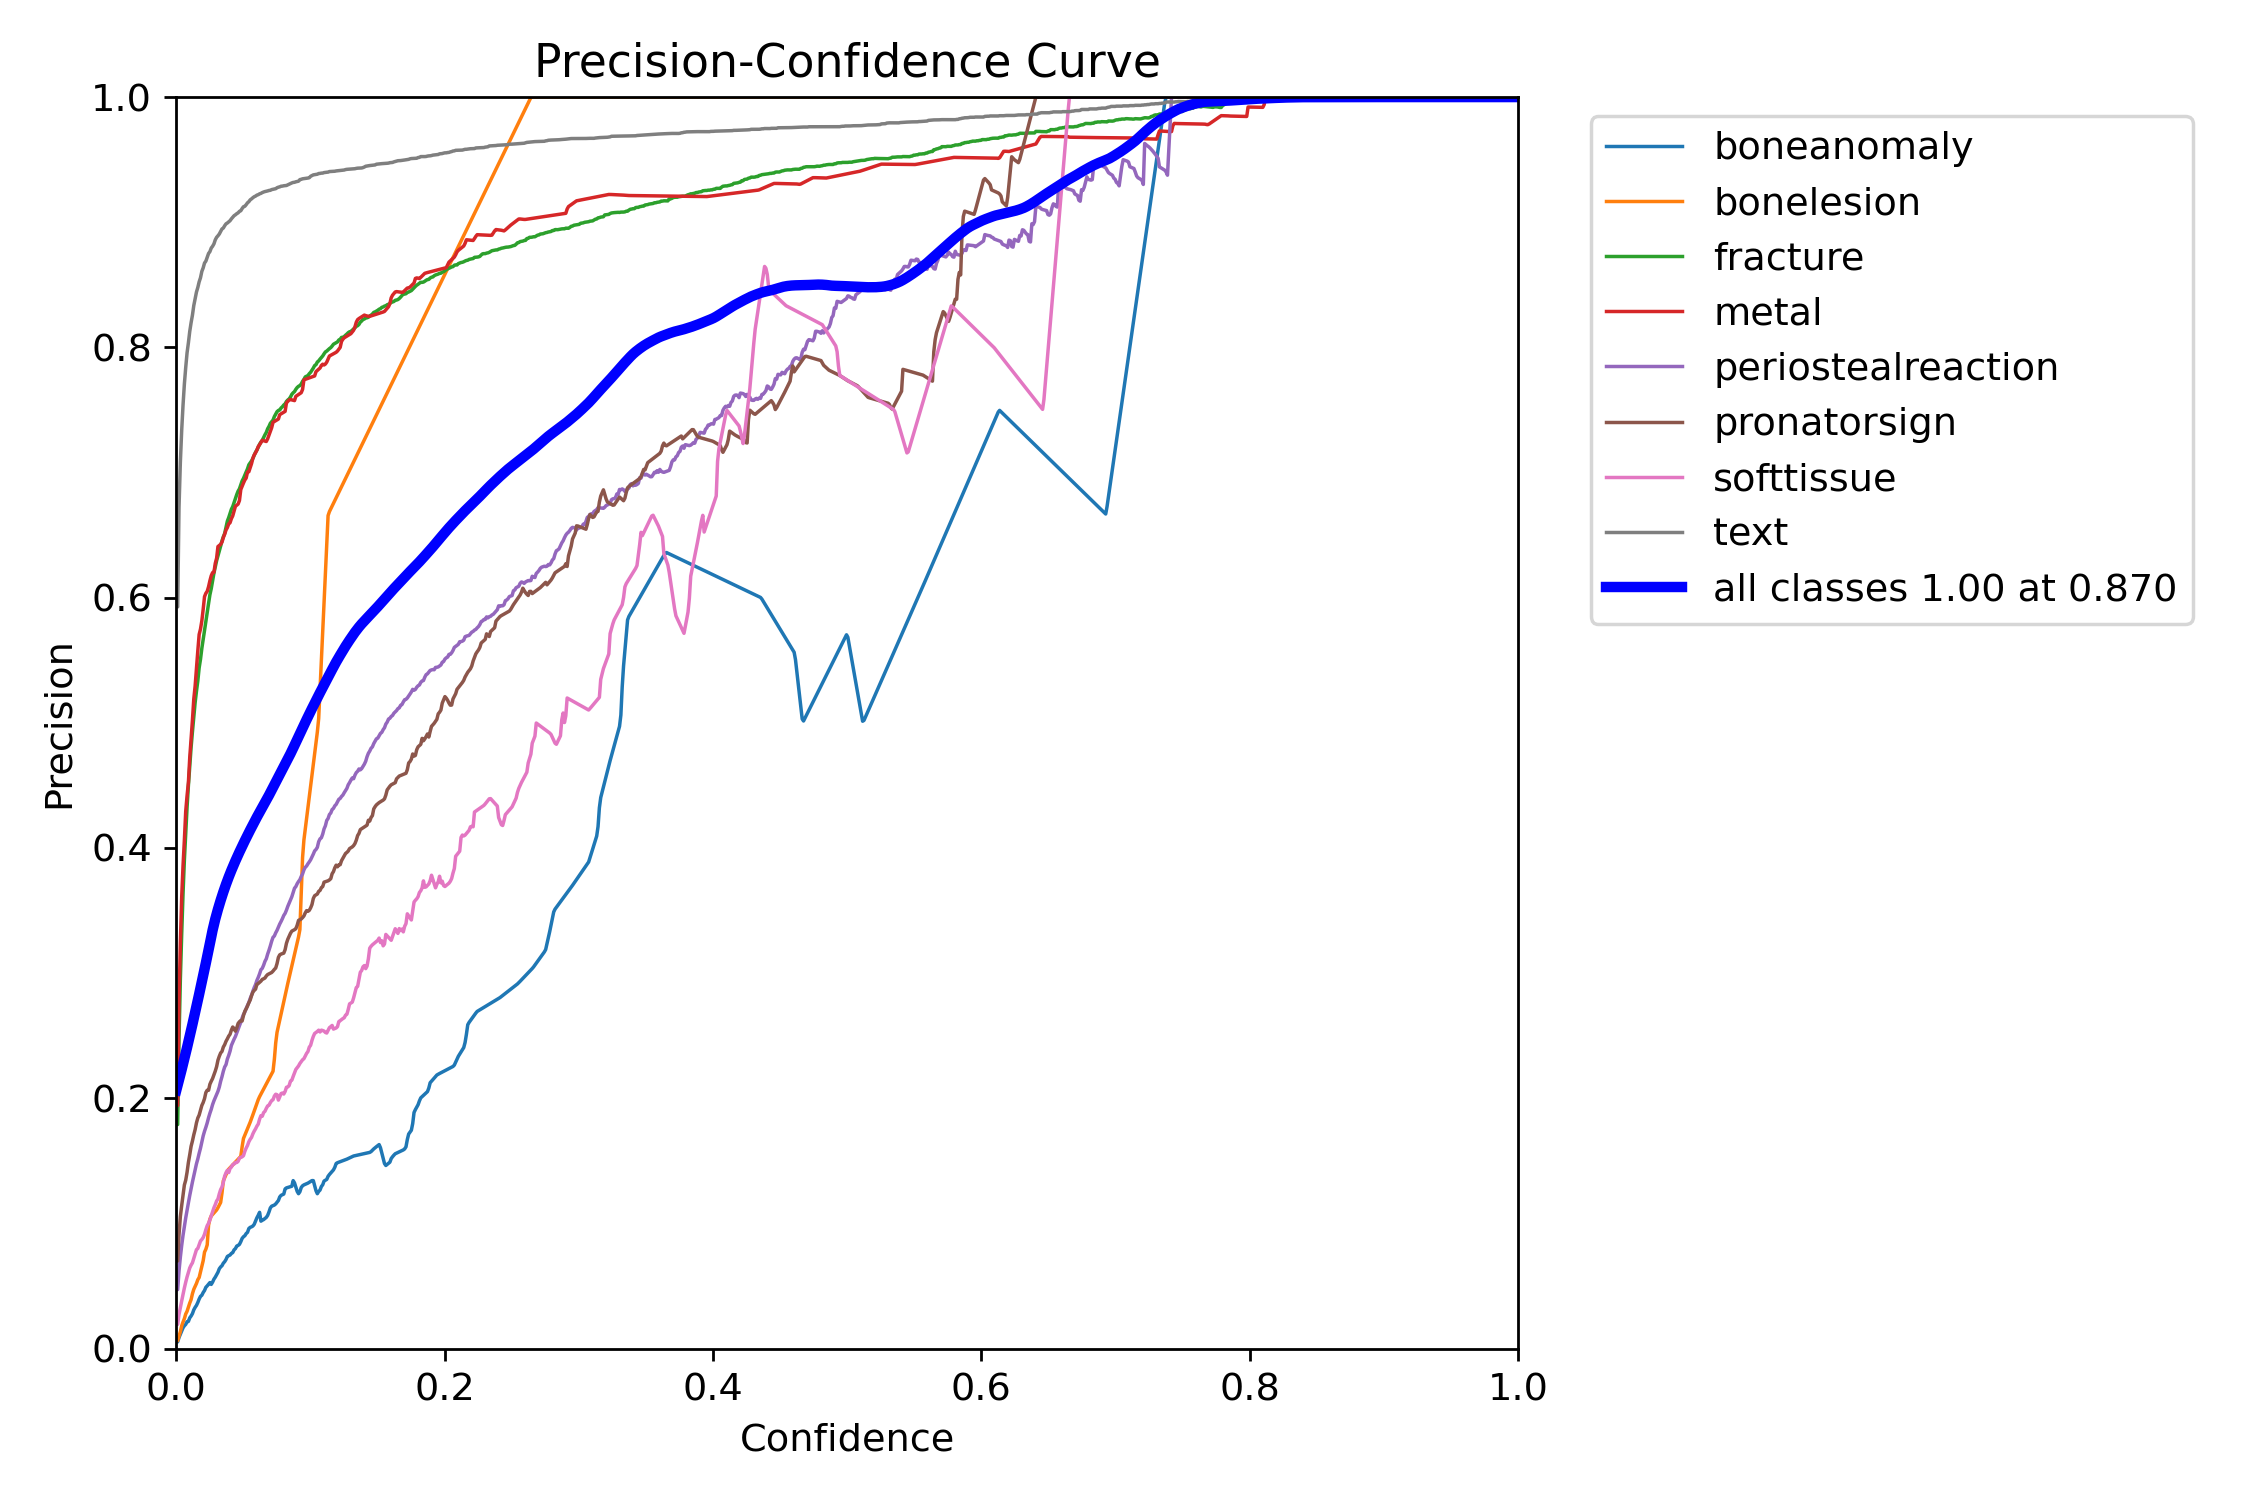 Precision-Confidence Curve
1.0
0.8
0.6
0.4
0.2
0.0
Precision
0.0 0.2 0.4 0.6 0.8 1.0
Confidence
boneanomaly
bonelesion
fracture
metal
periostealreaction
pronatorsign
softtissue
text
all classes 1.00 at 0.870